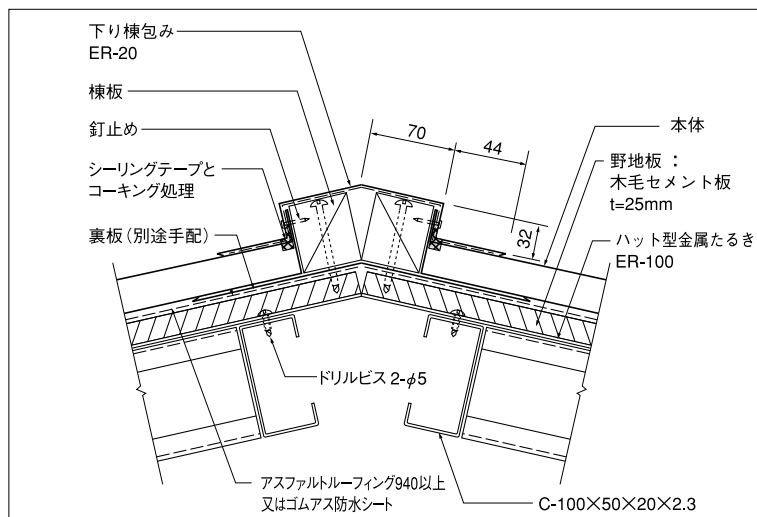 下り棟包み
ER-20
棟板
釘止め
シーリングテープと
コーキング処理
裏板(別途手配)
70
44
32
本体
野地板：
木毛セメント板
t=25mm
ハット型金属たるき
ER-100
ドリルビス 2-φ5
アスファルトルーフィング940以上
又はゴムアス防水シート
C-100×50×20×2.3